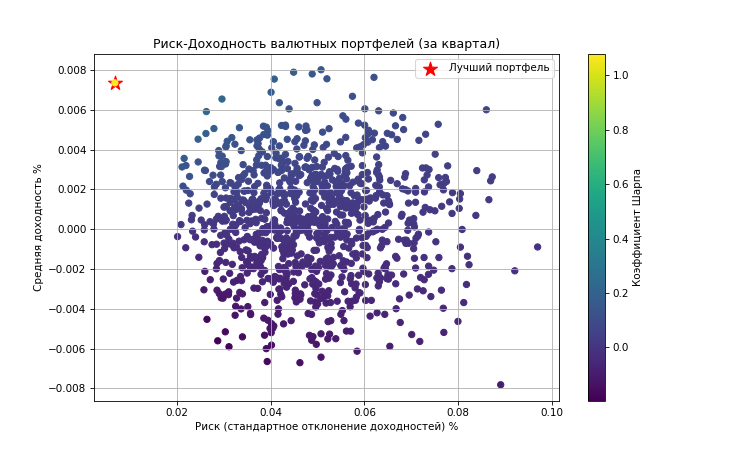 Риск-Доходность валютных портфелей (за квартал)
Лучший портфель
0.008
0.006
0.004
0.002
0.000
−0.002
−0.004
−0.006
−0.008
Средняя доходность %
0.02 0.04 0.06 0.08 0.10
Риск (стандартное отклонение доходностей) %
1.0
0.8
0.6
0.4
0.2
0.0
Коэффициент Шарпа